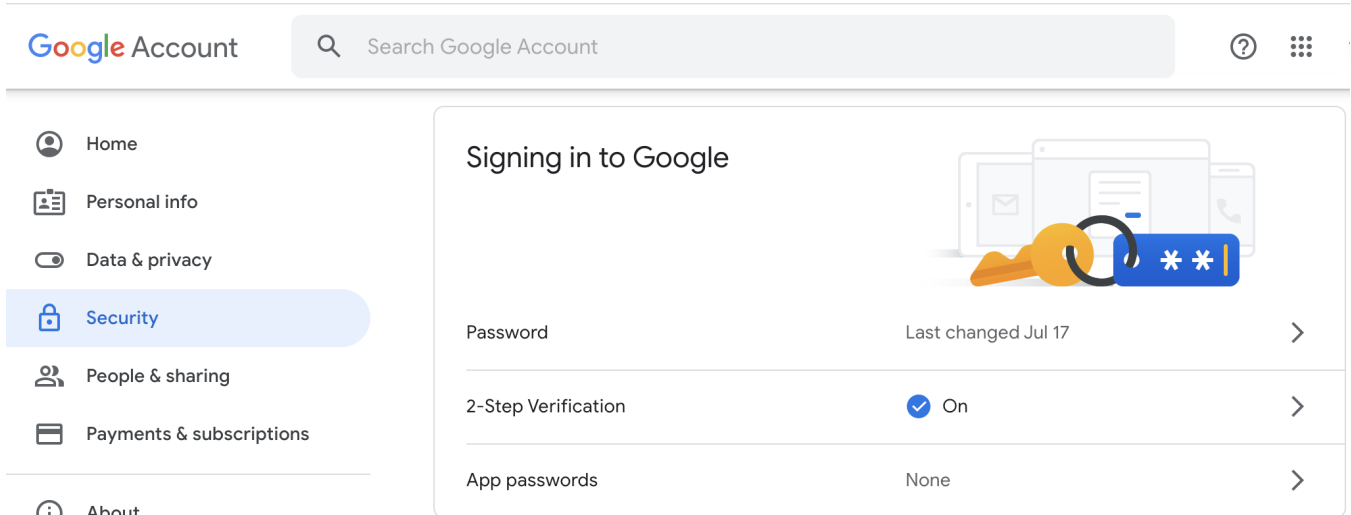 Google Account
Search Google Account
Home
Personal info
Data & privacy
Security
People & sharing
Payments & subscriptions
About
Signing in to Google
**
Password
Last changed Jul 17
2-Step Verification
On
App passwords
None